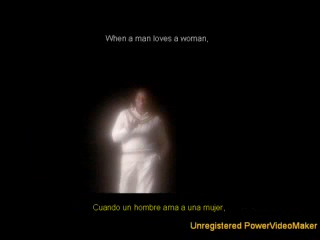 When a man loves a woman,
Cuando un hombre ama a una mujer,
Unregistered PowerVideoMaker